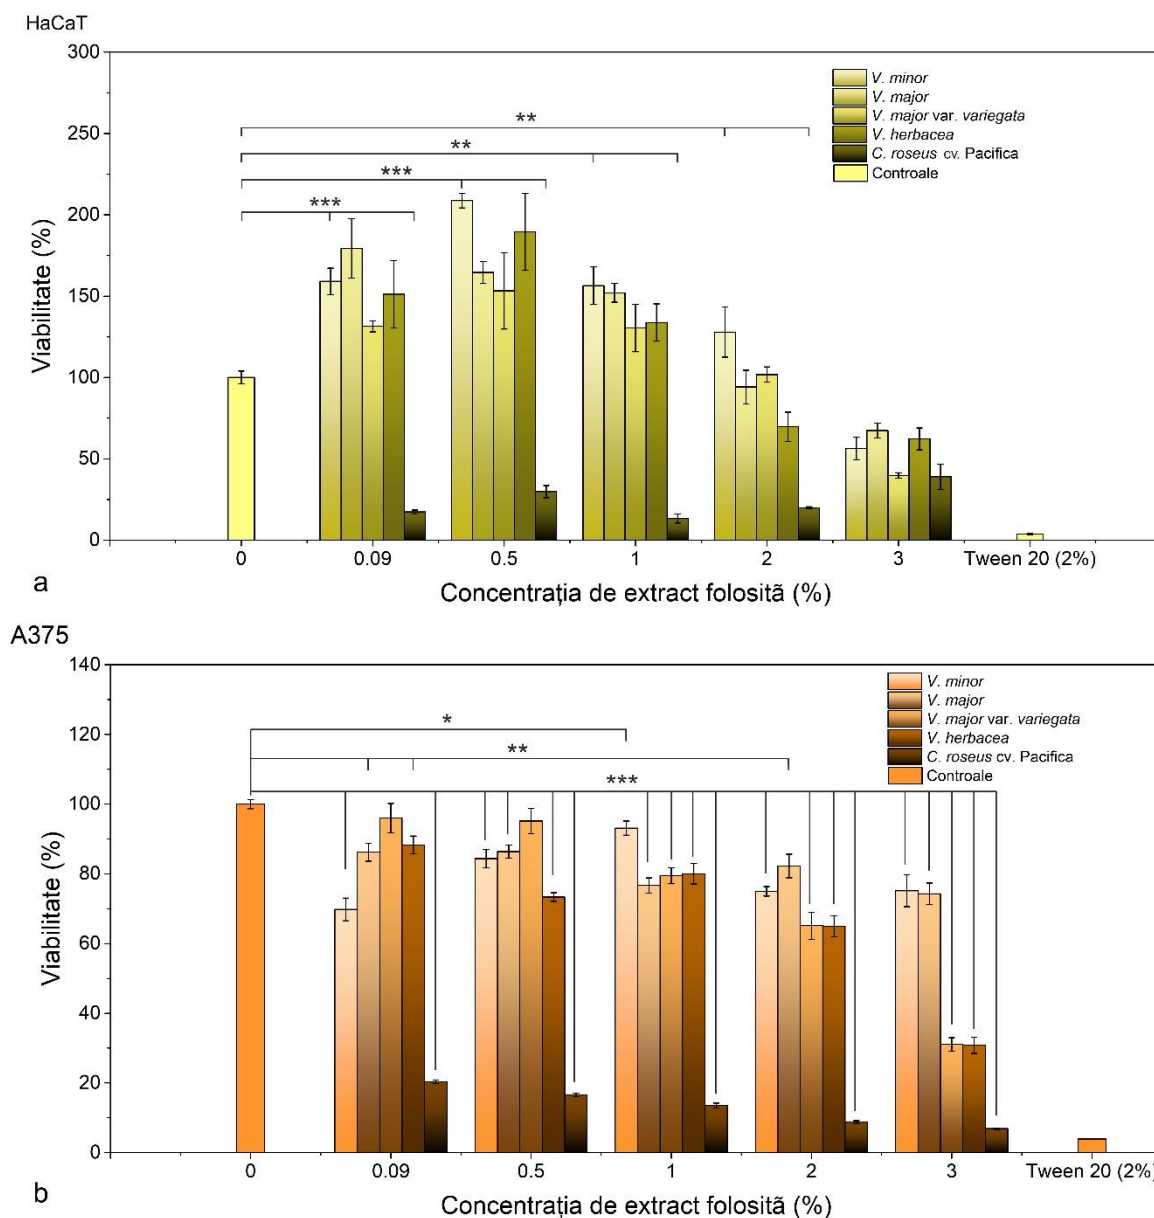 HaCaT
300
250
200
150
100
50
0
Viabilitate (%)
V. minor
V. major
V. major var. variegata
V. herbacea
C. roseus cv. Pacifica
Controale
**
**
***
***
0 0.09 0.5 1 2 3 Tween 20 (2%)
Concentrația de extract folosită (%)
a
A375
140
120
100
80
60
40
20
0
Viabilitate (%)
V. minor
V. major
V. major var. variegata
V. herbacea
C. roseus cv. Pacifica
Controale
*
**
***
0 0.09 0.5 1 2 3 Tween 20 (2%)
Concentrația de extract folosită (%)
b